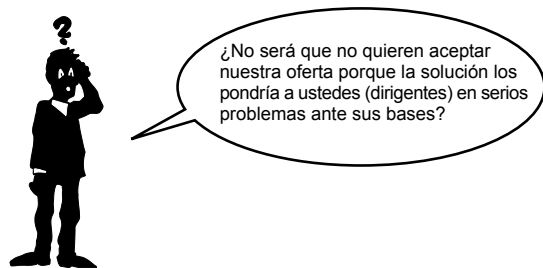 ?
¿No será que no quieren aceptar
nuestra oferta porque la solución los
pondría a ustedes (dirigentes) en serios
problemas ante sus bases?